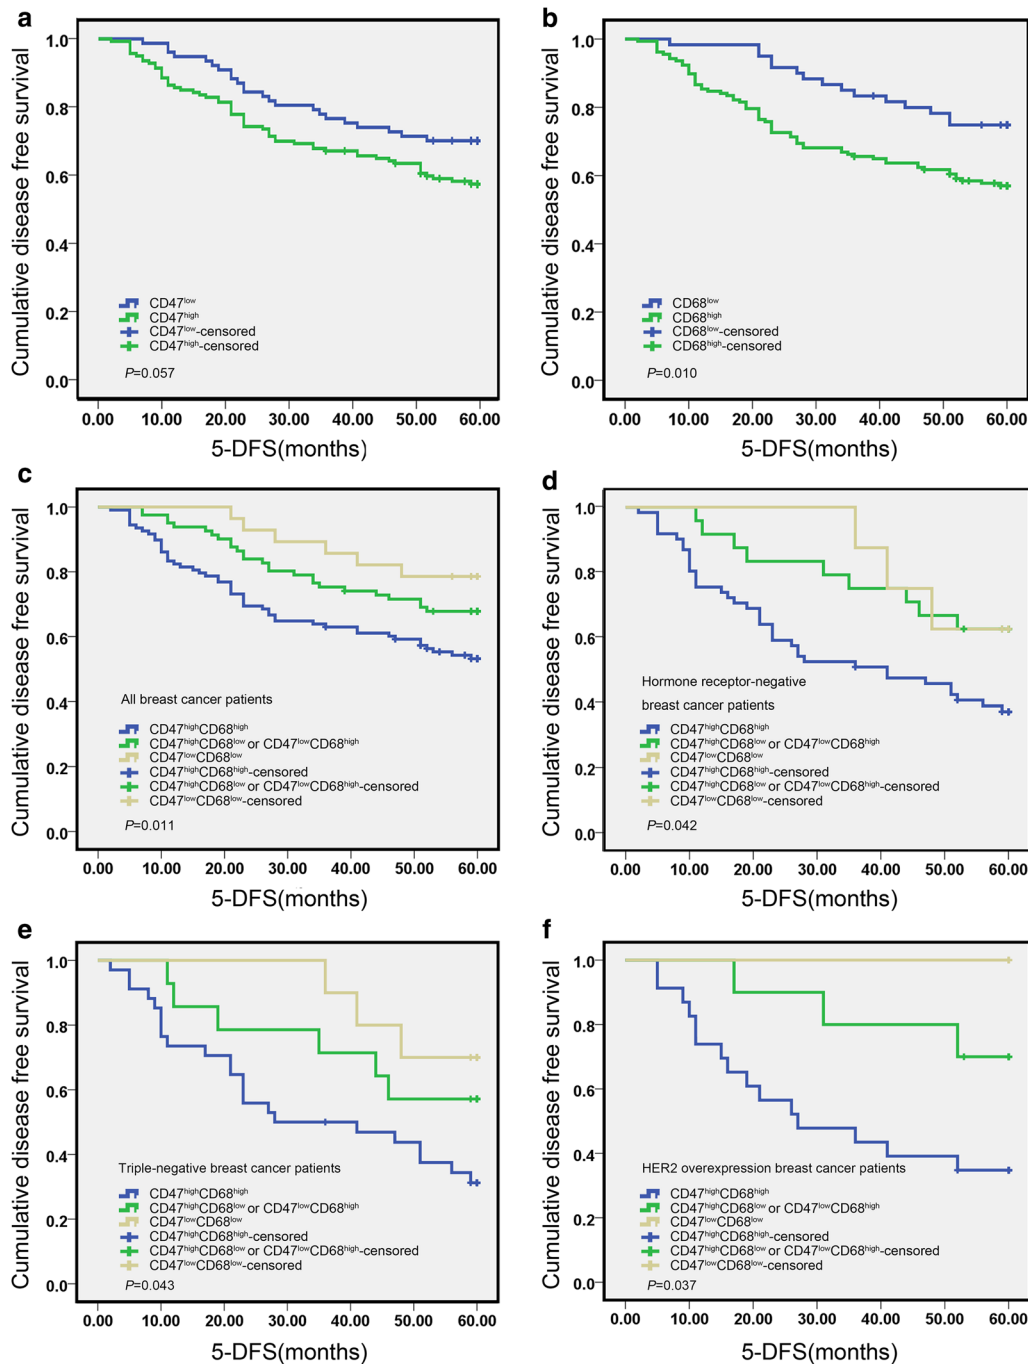 a
Cumulative disease free survival
1.0
0.8
0.6
0.4
0.2
0.0
CD47low
CD47high
CD47low-censored
CD47high-censored
P=0.057
0.00 10.00 20.00 30.00 40.00 50.00 60.00
5-DFS(months)
b
Cumulative disease free survival
1.0
0.8
0.6
0.4
0.2
0.0
CD68low
CD68high
CD68low-censored
CD68high-censored
P=0.010
0.00 10.00 20.00 30.00 40.00 50.00 60.00
5-DFS(months)
c
Cumulative disease free survival
1.0
0.8
0.6
0.4
0.2
0.0
All breast cancer patients
CD47highCD68high
CD47highCD68low or CD47lowCD68high
CD47lowCD68low
CD47highCD68high-censored
CD47highCD68low or CD47lowCD68high-censored
CD47lowCD68low-censored
P=0.011
0.00 10.00 20.00 30.00 40.00 50.00 60.00
5-DFS(months)
d
Cumulative disease free survival
1.0
0.8
0.6
0.4
0.2
0.0
Hormone receptor-negative
breast cancer patients
CD47highCD68high
CD47highCD68low or CD47lowCD68high
CD47lowCD68low
CD47highCD68high-censored
CD47highCD68low or CD47lowCD68high-censored
CD47lowCD68low-censored
P=0.042
0.00 10.00 20.00 30.00 40.00 50.00 60.00
5-DFS(months)
e
Cumulative disease free survival
1.0
0.8
0.6
0.4
0.2
0.0
Triple-negative breast cancer patients
CD47highCD68high
CD47highCD68low or CD47lowCD68high
CD47lowCD68low
CD47highCD68high-censored
CD47highCD68low or CD47lowCD68high-censored
CD47lowCD68low-censored
P=0.043
0.00 10.00 20.00 30.00 40.00 50.00 60.00
5-DFS(months)
f
Cumulative disease free survival
1.0
0.8
0.6
0.4
0.2
0.0
HER2 overexpression breast cancer patients
CD47highCD68high
CD47highCD68low or CD47lowCD68high
CD47lowCD68low
CD47highCD68high-censored
CD47highCD68low or CD47lowCD68high-censored
CD47lowCD68low-censored
P=0.037
0.00 10.00 20.00 30.00 40.00 50.00 60.00
5-DFS(months)